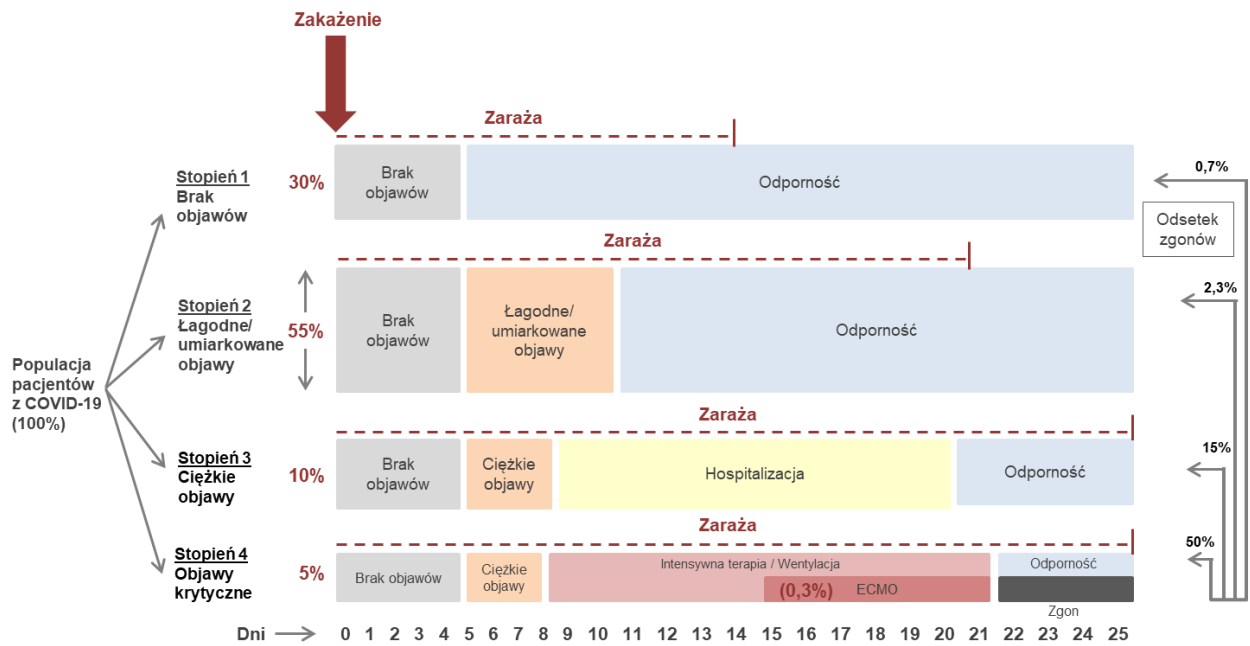 Zakażenie
Zaraża
Stopień 1
Brak
objawów
30%
Brak
objawów
Odporność
0,7%
Odsetek
zgonów
Zaraża
Stopień 2
Łagodne/
umiarkowane
objawy
55%
Brak
objawów
Łagodne/
umiarkowane
objawy
Odporność
2,3%
Populacja
pacjentów
z COVID-19
(100%)
Zaraża
Stopień 3
Ciężkie
objawy
10%
Brak
objawów
Ciężkie
objawy
Hospitalizacja
Odporność
15%
Zaraża
Stopień 4
Objawy
krytyczne
5%
Brak objawów
Ciężkie
objawy
Intensywna terapia / Wentylacja
(0,3%) ECMO
Odporność
Zgon
50%
Dni 0 1 2 3 4 5 6 7 8 9 10 11 12 13 14 15 16 17 18 19 20 21 22 23 24 25